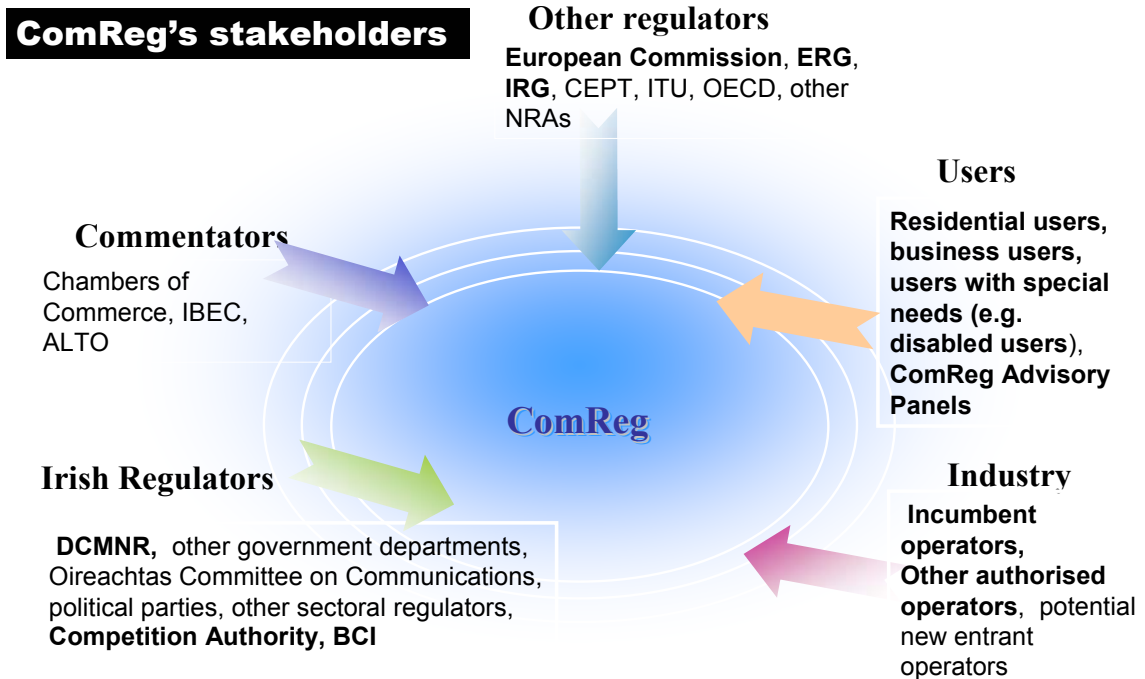 ComReg's stakeholders
Other regulators
European Commission, ERG,
IRG, CEPT, ITU, OECD, other
NRAs
Users
Residential users,
business users,
users with special
needs (e.g.
disabled users),
ComReg Advisory
Panels
Commentators
Chambers of
Commerce, IBEC,
ALTO
ComReg
Irish Regulators
DCMNR, other government departments,
Oireachtas Committee on Communications,
political parties, other sectoral regulators,
Competition Authority, BCI
Industry
Incumbent
operators,
Other authorised
operators, potential
new entrant
operators